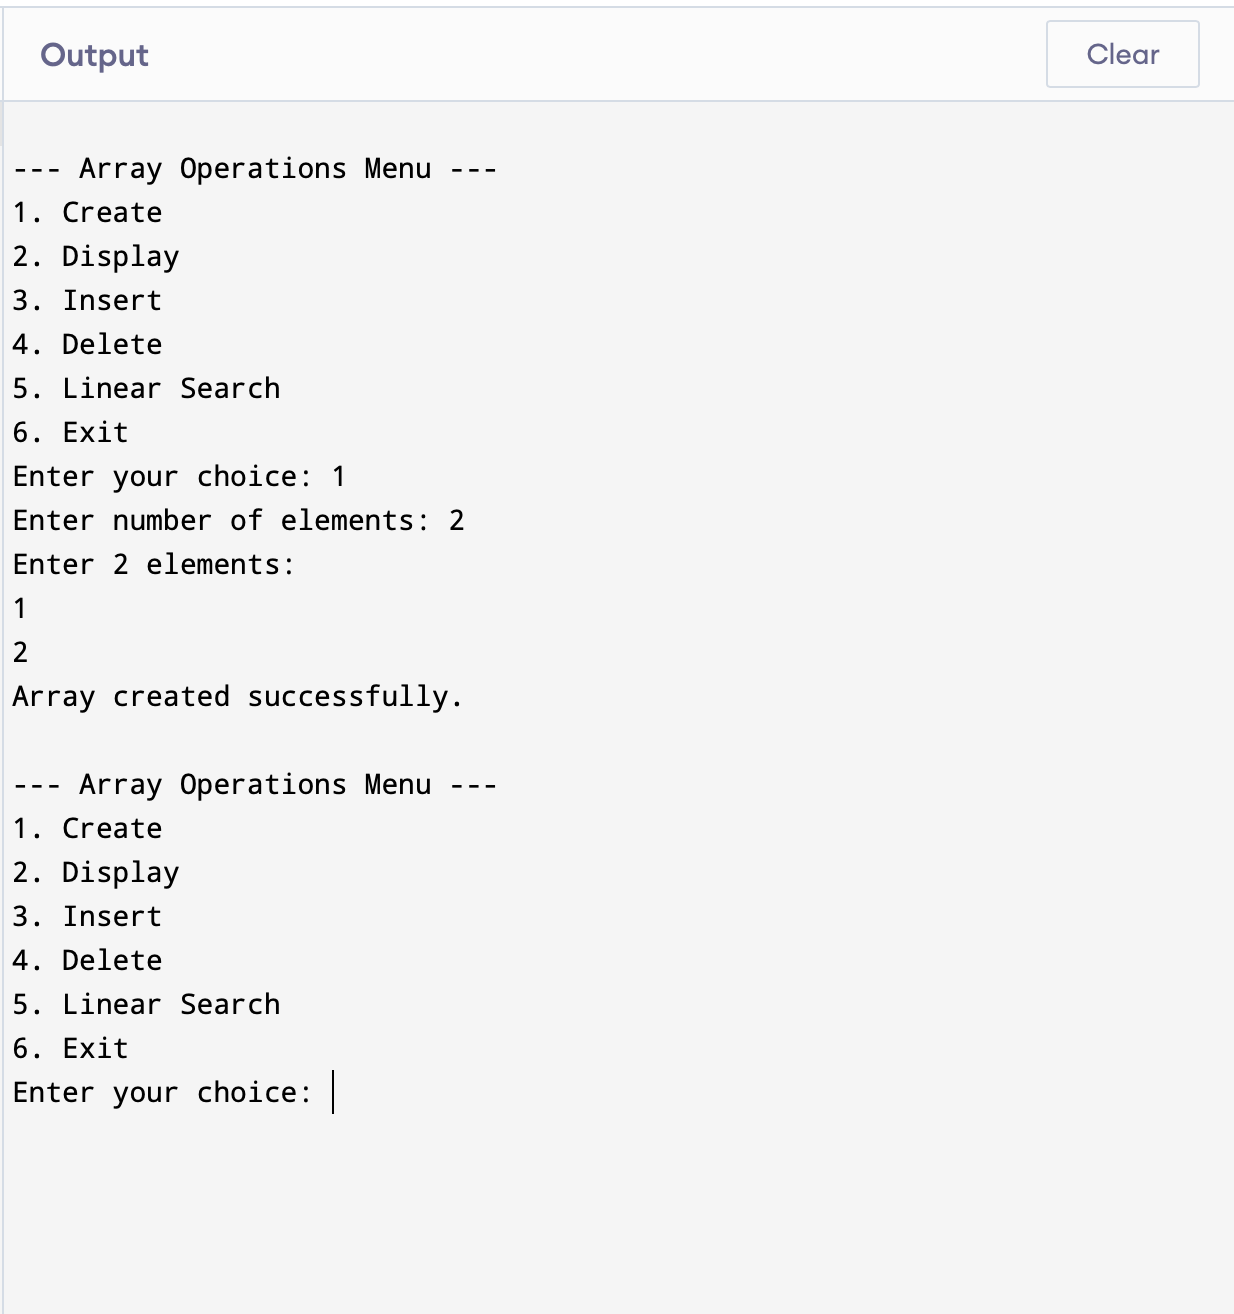 Output
Clear
--- Array Operations Menu ---
1. Create
2. Display
3. Insert
4. Delete
5. Linear Search
6. Exit
Enter your choice: 1
Enter number of elements: 2
Enter 2 elements:
1
2
Array created successfully.
--- Array Operations Menu ---
1. Create
2. Display
3. Insert
4. Delete
5. Linear Search
6. Exit
Enter your choice: